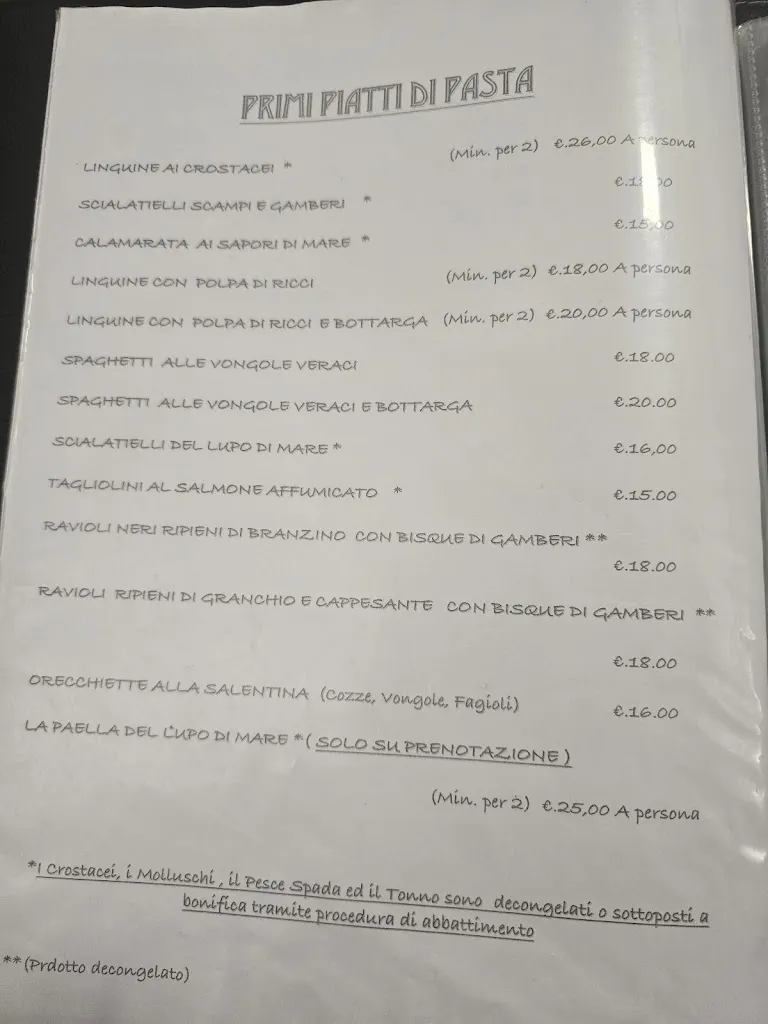 PRIMI PIATTI DI PASTA
LINGUINE AI CROSTACEI * (Min. per 2) €.26,00 A persona
SCIALATIELLI SCAMPI E GAMBERI * €.18,00
CALAMARATA AI SAPORI DI MARE * €.15,00
LINGUINE CON POLPA DI RICCI (Min. per 2) €.18,00 A persona
LINGUINE CON POLPA DI RICCI E BOTTARGA (Min. per 2) €.20,00 A persona
SPAGHETTI ALLE VONGOLE VERACI €.18.00
SPAGHETTI ALLE VONGOLE VERACI E BOTTARGA €.20.00
SCIALATIELLI DEL LUPO DI MARE * €.16,00
TAGLIOLINI AL SALMONE AFFUMICATO * €.15.00
RAVIOLI NERI RIPIENI DI BRANZINO CON BISQUE DI GAMBERI **
€.18.00
RAVIOLI RIPIENI DI GRANCHIO E CAPPESANTE CON BISQUE DI GAMBERI **
€.18.00
ORECCHIETTE ALLA SALENTINA (Cozze, Vongole, Fagioli) €.16.00
LA PAELLA DEL LUPO DI MARE * ( SOLO SU PRENOTAZIONE )
(Min. per 2) €.25,00 A persona
*I Crostacei, i Molluschi , il Pesce Spada ed il Tonno sono decongelati o sottoposti a
bonifica tramite procedura di abbattimento
** (Prdotto decongelato)